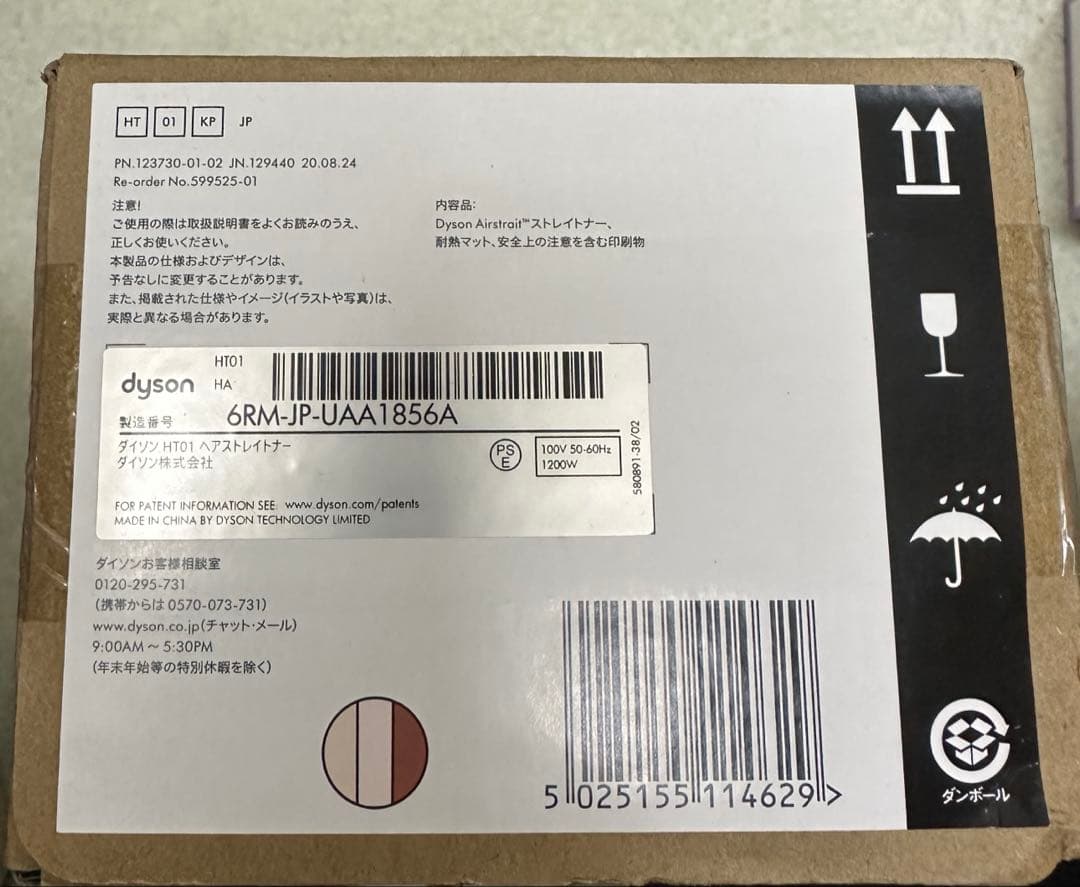 HT 01 KP JP
PN.123730-01-02 JN.129440 20.08.24
Re-order No.599525-01
注意!
ご使用の際は取扱説明書をよくお読みのうえ、
正しくお使いください。
本製品の仕様およびデザインは、
予告なしに変更することがあります。
また、掲載された仕様やイメージ(イラストや写真)は、
実際と異なる場合があります。
内容品:
Dyson Airstrait™ストレイトナー、
耐熱マット、安全上の注意を含む印刷物
dyson
HT01
HA
製造番号 6RM-JP-UAA1856A
ダイソン HT01 ヘアストレイトナー
ダイソン株式会社
PS
E
100V 50-60Hz
1200W
580891-38/02
FOR PATENT INFORMATION SEE: www.dyson.com/patents
MADE IN CHINA BY DYSON TECHNOLOGY LIMITED
ダイソンお客様相談室
0120-295-731
(携帯からは 0570-073-731)
www.dyson.co.jp(チャット・メール)
9:00AM ~ 5:30PM
(年末年始等の特別休暇を除く)
5 025155 114629 >
ダンボール